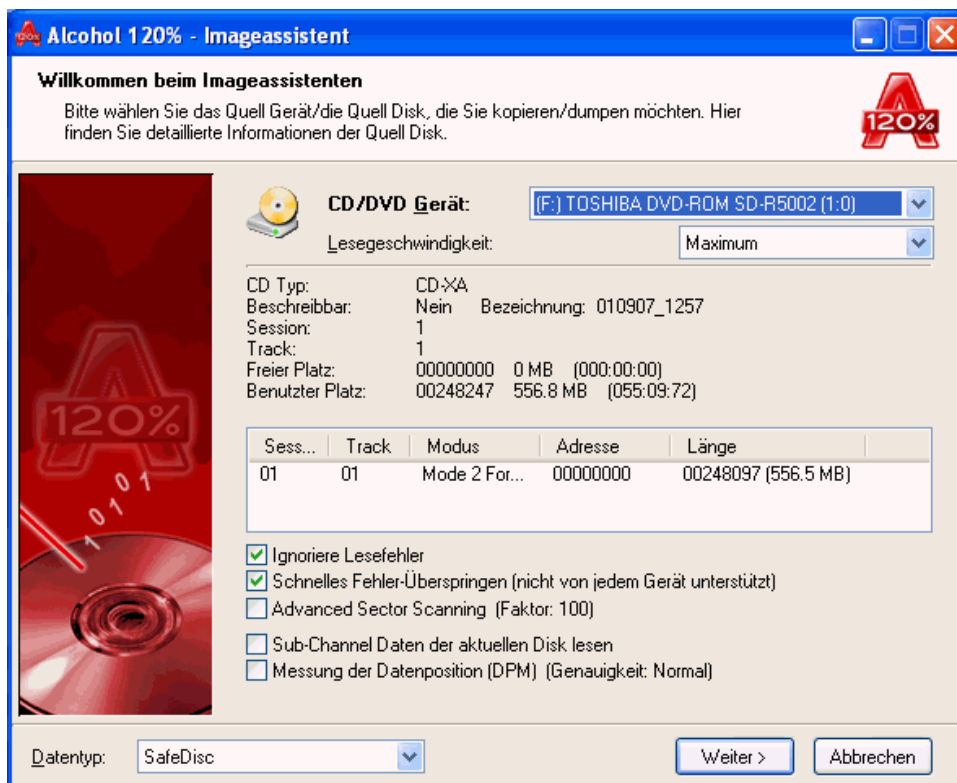 Alcohol 120% - Imageassistent
Willkommen beim Imageassistenten
Bitte wählen Sie das Quell Gerät/die Quell Disk, die Sie kopieren/dumpen möchten. Hier
finden Sie detaillierte Informationen der Quell Disk.
120%
CD/DVD Gerät: (F:) TOSHIBA DVD-ROM SD-R5002 (1:0)
Lesegeschwindigkeit: Maximum
CD Typ: CD-XA
Beschreibbar: Nein Bezeichnung: 010907_1257
Session: 1
Track: 1
Freier Platz: 00000000 0 MB (000:00:00)
Benutzter Platz: 00248247 556.8 MB (055:09:72)
120%
Sess... Track Modus Adresse Länge
01 01 Mode 2 For... 00000000 00248097 (556.5 MB)
1 0 1 0 1
Ignoriere Lesefehler
Schnelles Fehler-Überspringen (nicht von jedem Gerät unterstützt)
Advanced Sector Scanning (Faktor: 100)
Sub-Channel Daten der aktuellen Disk lesen
Messung der Datenposition (DPM) (Genauigkeit: Normal)
Datentyp: SafeDisc
Weiter > Abbrechen